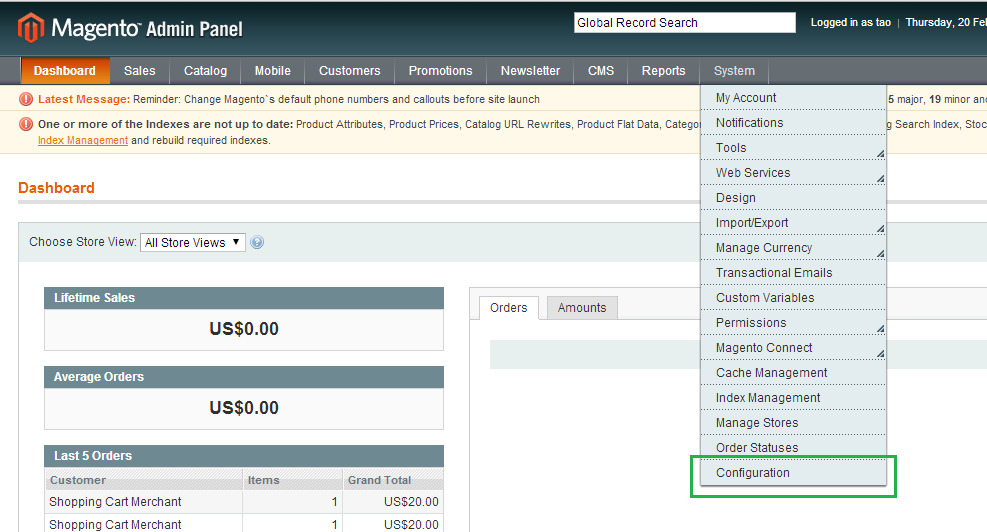 Magento™ Admin Panel
Global Record Search
Logged in as tao | Thursday, 20 Feb
Dashboard Sales Catalog Mobile Customers Promotions Newsletter CMS Reports System
Latest Message: Reminder: Change Magento`s default phone numbers and callouts before site launch
5 major, 19 minor and
One or more of the Indexes are not up to date: Product Attributes, Product Prices, Catalog URL Rewrites, Product Flat Data,
Search Index,
Index Management and rebuild required indexes.
My Account
Notifications
Tools
Web Services
Design
Import/Export
Manage Currency
Transactional Emails
Custom Variables
Permissions
Magento Connect
Cache Management
Index Management
Manage Stores
Order Statuses
Configuration
Dashboard
Choose Store View: All Store Views ?
Lifetime Sales
US$0.00
Average Orders
US$0.00
Last 5 Orders
Customer Items Grand Total
Shopping Cart Merchant 1 US$20.00
Shopping Cart Merchant 1 US$20.00
Orders Amounts